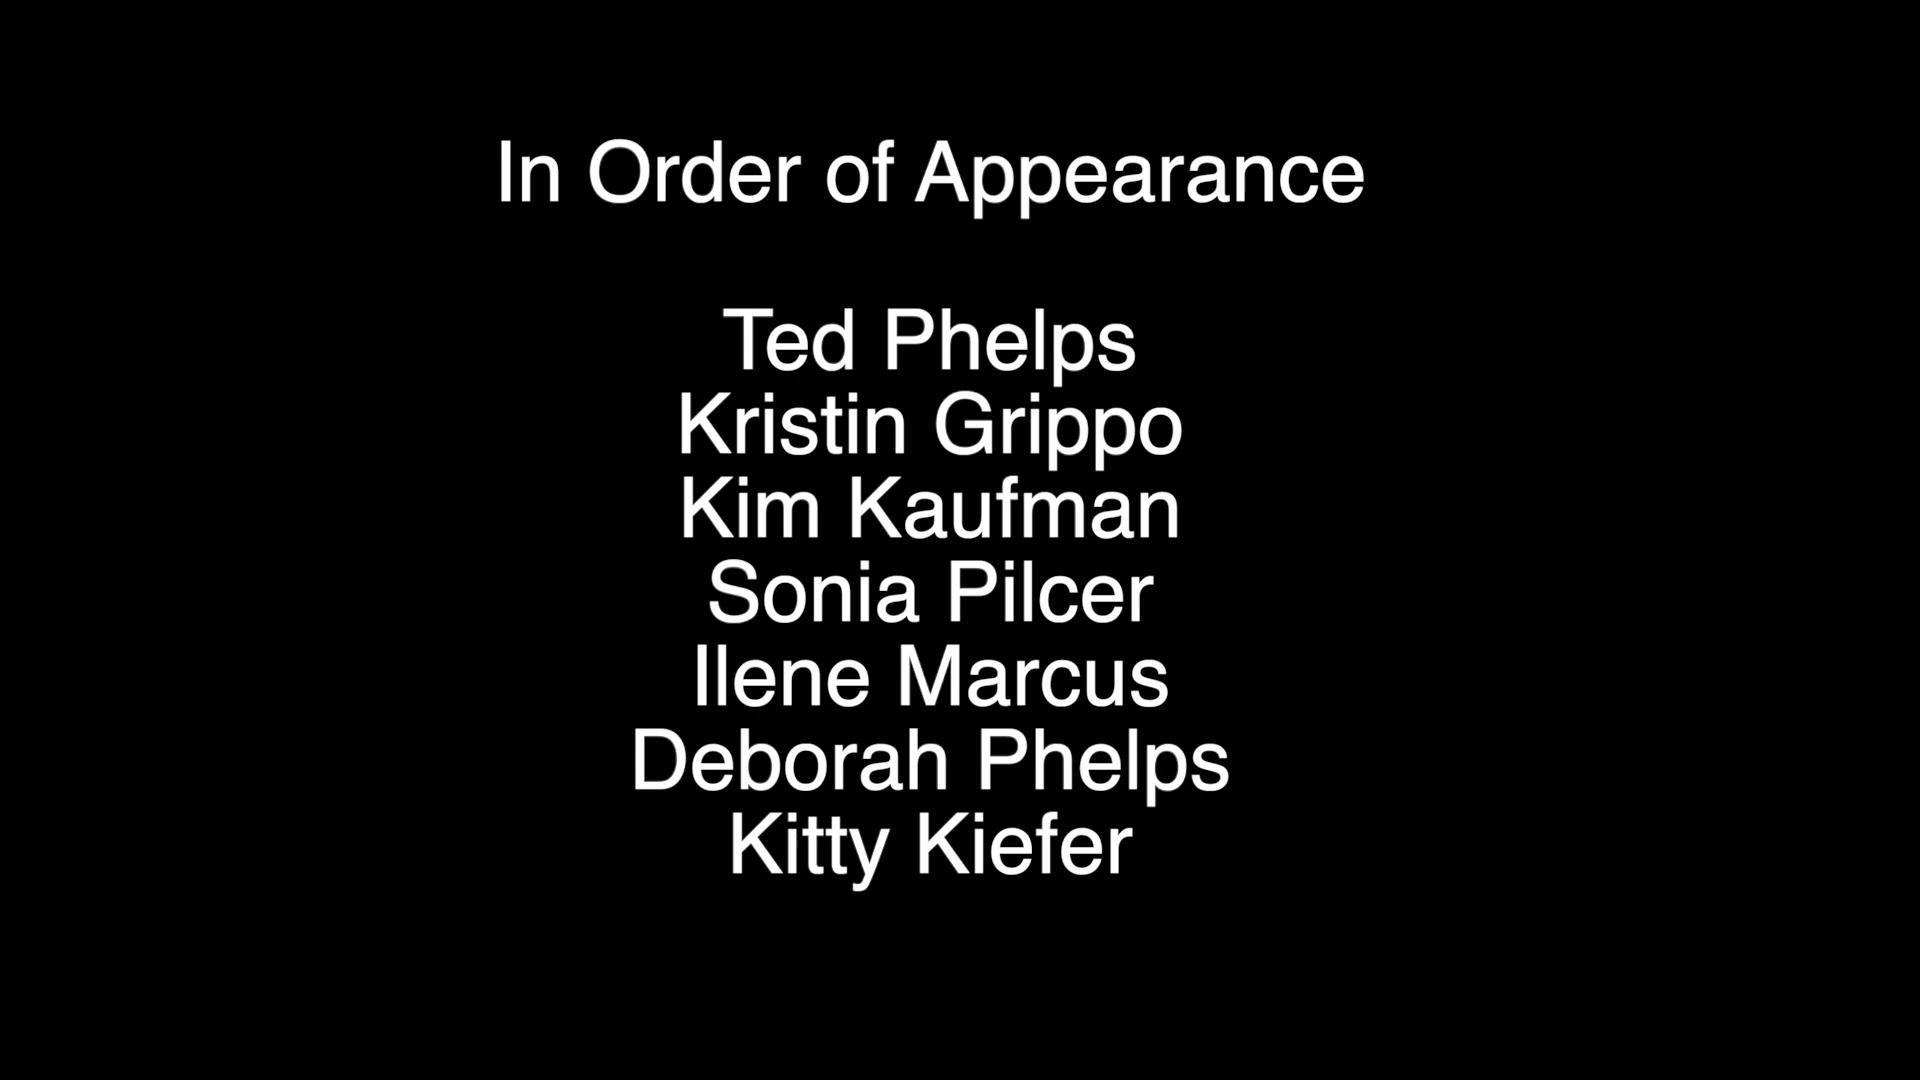 In Order of Appearance
Ted Phelps
Kristin Grippo
Kim Kaufman
Sonia Pilcer
Ilene Marcus
Deborah Phelps
Kitty Kiefer